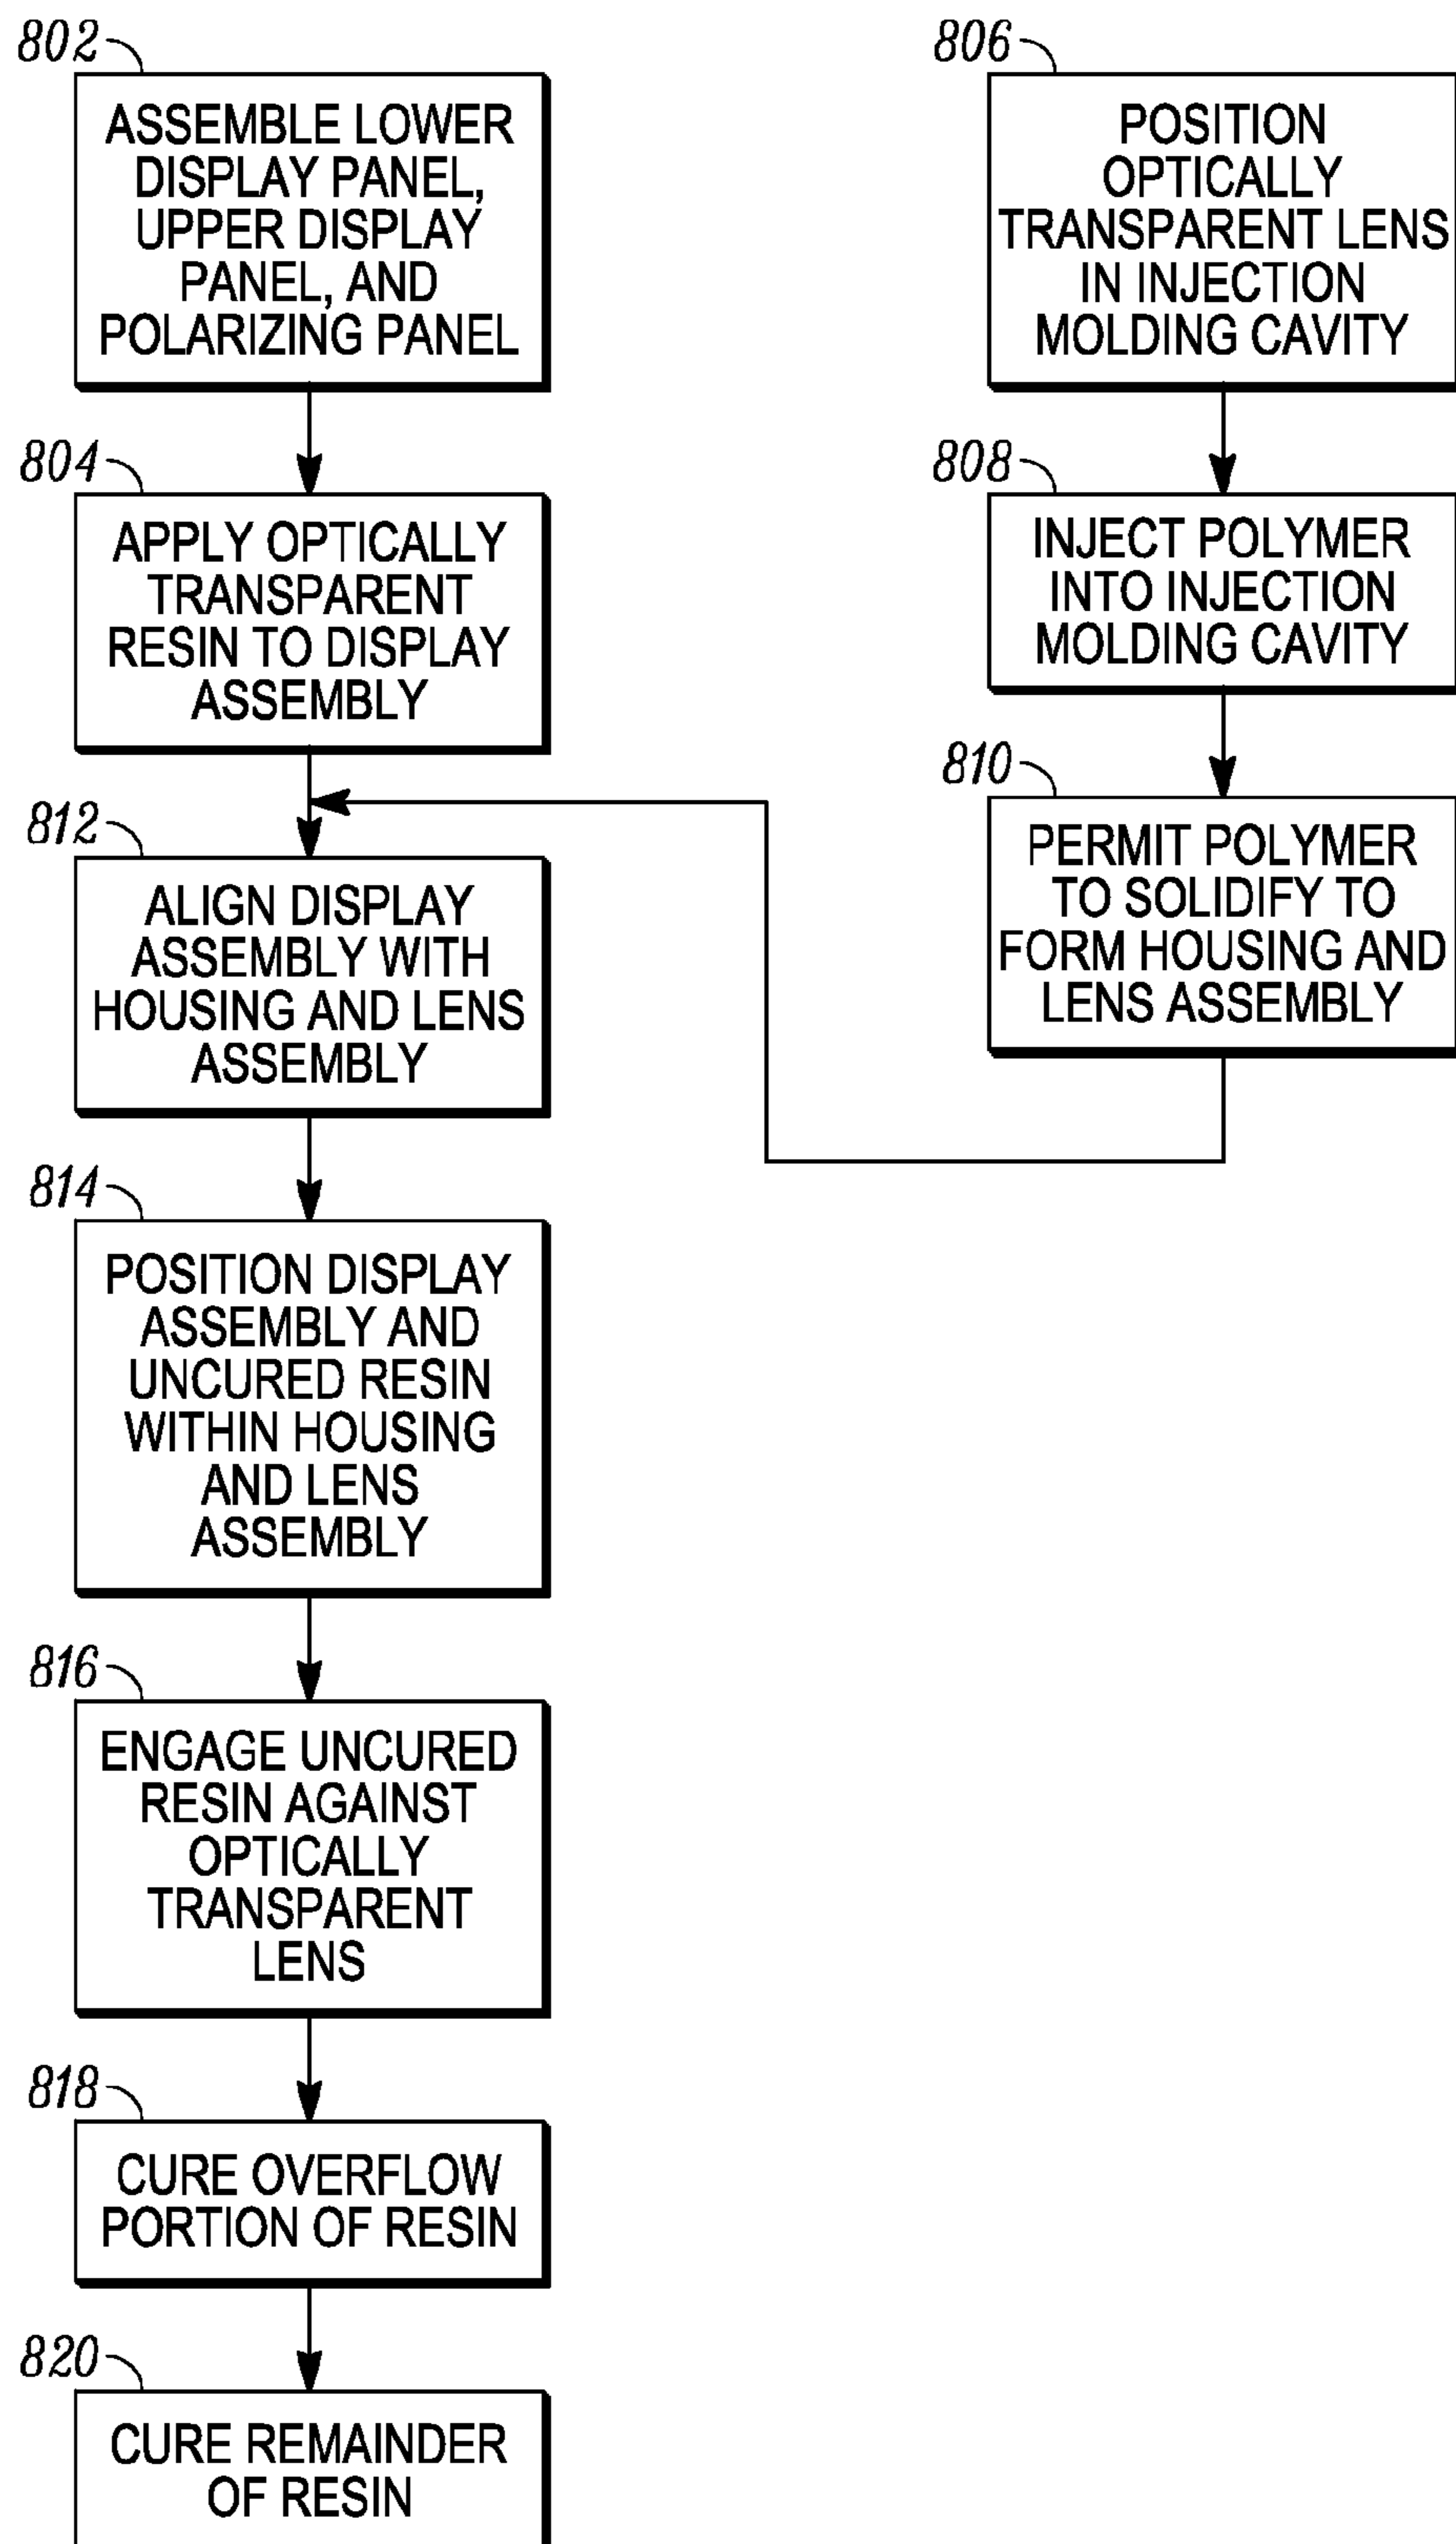 802
ASSEMBLE LOWER
DISPLAY PANEL,
UPPER DISPLAY
PANEL, AND
POLARIZING PANEL
804
APPLY OPTICALLY
TRANSPARENT
RESIN TO DISPLAY
ASSEMBLY
806
POSITION
OPTICALLY
TRANSPARENT LENS
IN INJECTION
MOLDING CAVITY
808
INJECT POLYMER
INTO INJECTION
MOLDING CAVITY
810
PERMIT POLYMER
TO SOLIDIFY TO
FORM HOUSING AND
LENS ASSEMBLY
812
ALIGN DISPLAY
ASSEMBLY WITH
HOUSING AND LENS
ASSEMBLY
814
POSITION DISPLAY
ASSEMBLY AND
UNCURED RESIN
WITHIN HOUSING
AND LENS
ASSEMBLY
816
ENGAGE UNCURED
RESIN AGAINST
OPTICALLY
TRANSPARENT
LENS
818
CURE OVERFLOW
PORTION OF RESIN
820
CURE REMAINDER
OF RESIN